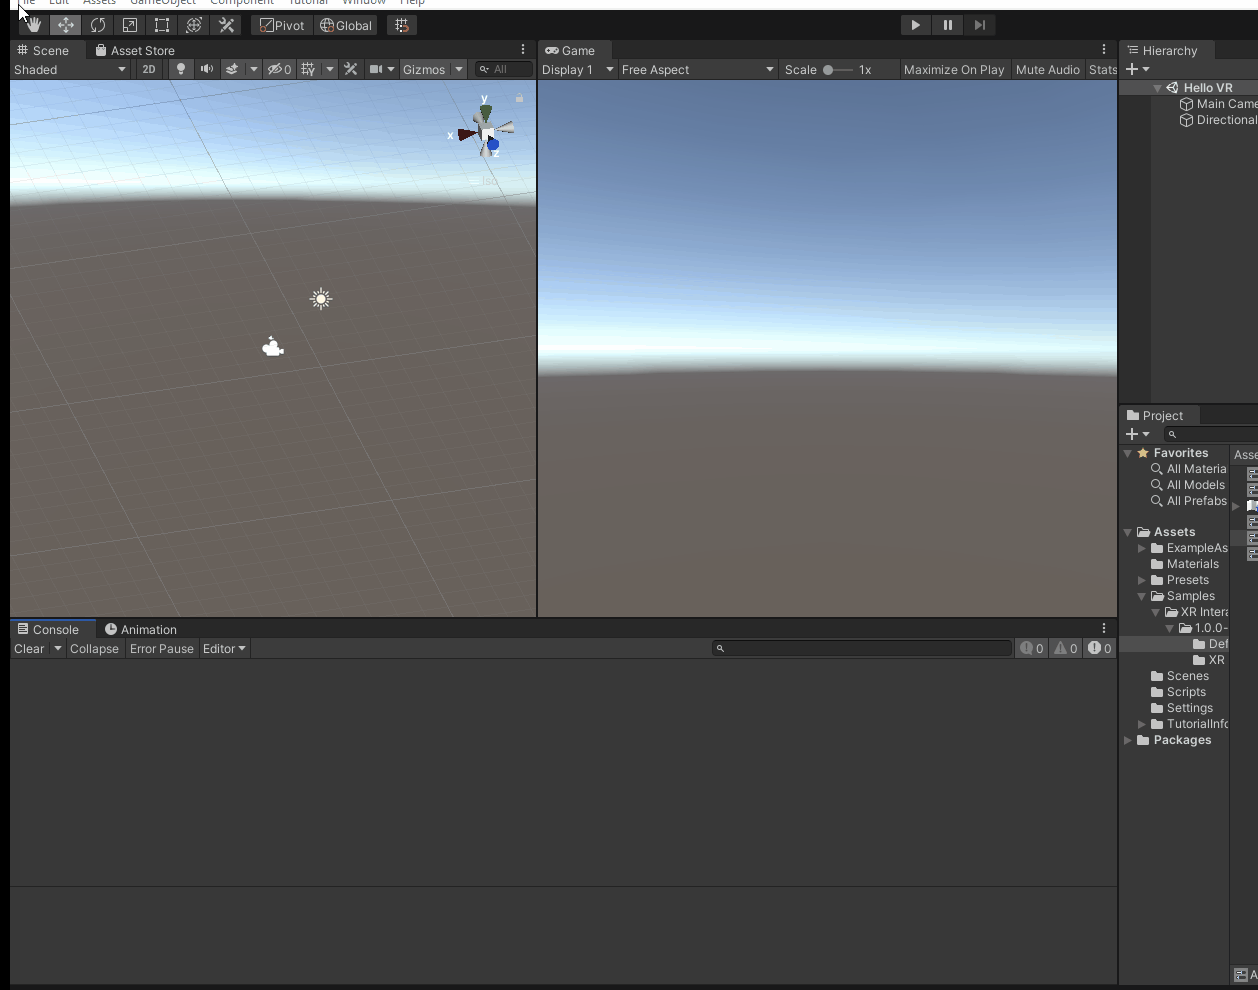 File Edit Assets GameObject Component Tutorial Window Help
Pivot Global
Scene Asset Store
Shaded 2D 0 Gizmos All
y
x
z
Iso
Game
Display 1 Free Aspect Scale 1x Maximize On Play Mute Audio Stats
Hierarchy
Hello VR
Main Came
Directional
Project
Favorites
All Materia
All Models
All Prefabs
Assets
ExampleAs
Materials
Presets
Samples
XR Intera
1.0.0-
Def
XR
Scenes
Scripts
Settings
TutorialInfo
Packages
Asse
A
Console Animation
Clear Collapse Error Pause Editor 0 0 0